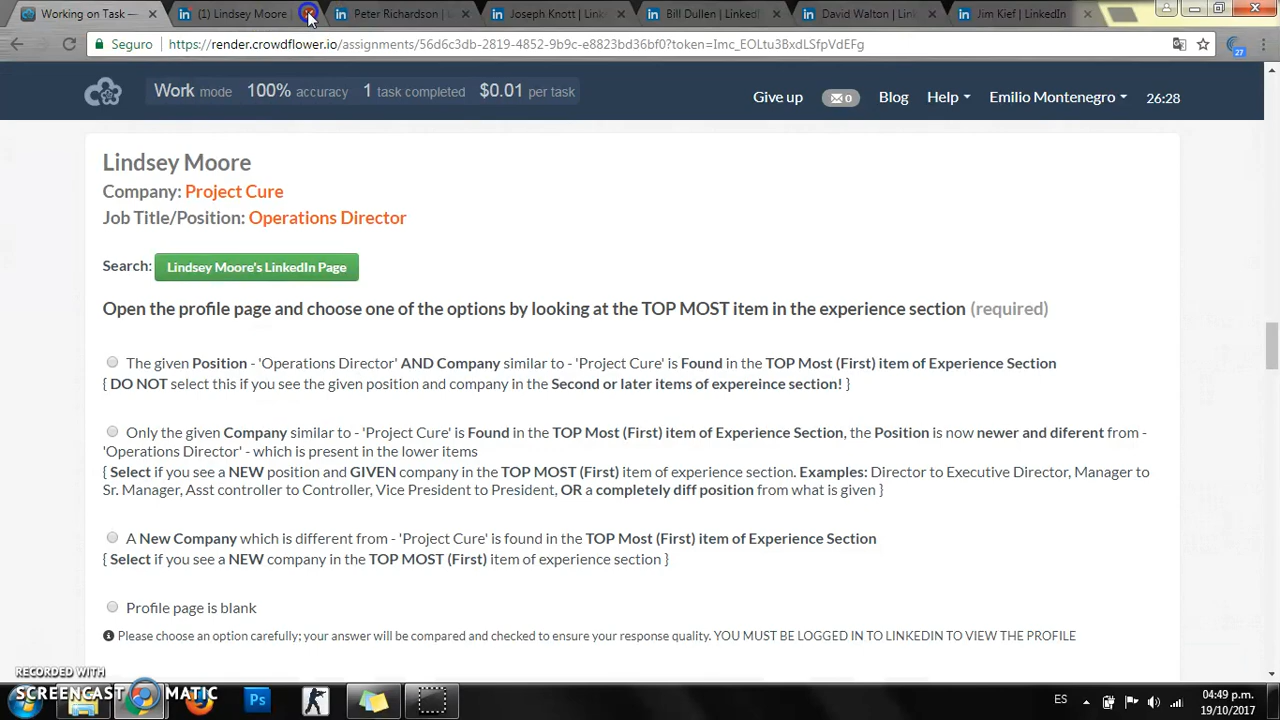 Working on Task —
(1) Lindsey Moore |
Peter Richardson | L
Joseph Knott | Link
Bill Dullen | LinkedI
David Walton | Link
Jim Kief | LinkedIn
Seguro
https://render.crowdflower.io/assignments/56d6c3db-2819-4852-9b9c-e8823bd36bf0?token=Imc_EOLtu3BxdLSfpVdEFg
27
Work mode 100% accuracy 1 task completed $0.01 per task
Give up 0 Blog Help Emilio Montenegro 26:28
Lindsey Moore
Company: Project Cure
Job Title/Position: Operations Director
Search: Lindsey Moore's LinkedIn Page
Open the profile page and choose one of the options by looking at the TOP MOST item in the experience section (required)
The given Position - 'Operations Director' AND Company similar to - 'Project Cure' is Found in the TOP Most (First) item of Experience Section
{ DO NOT select this if you see the given position and company in the Second or later items of expereince section! }
Only the given Company similar to - 'Project Cure' is Found in the TOP Most (First) item of Experience Section, the Position is now newer and diferent from -
'Operations Director' - which is present in the lower items
{ Select if you see a NEW position and GIVEN company in the TOP MOST (First) item of experience section. Examples: Director to Executive Director, Manager to
Sr. Manager, Asst controller to Controller, Vice President to President, OR a completely diff position from what is given }
A New Company which is different from - 'Project Cure' is found in the TOP Most (First) item of Experience Section
{ Select if you see a NEW company in the TOP MOST (First) item of experience section }
Profile page is blank
Please choose an option carefully; your answer will be compared and checked to ensure your response quality. YOU MUST BE LOGGED IN TO LINKEDIN TO VIEW THE PROFILE
RECORDED WITH
SCREENCAST MATIC
Ps
ES
04:49 p.m.
19/10/2017